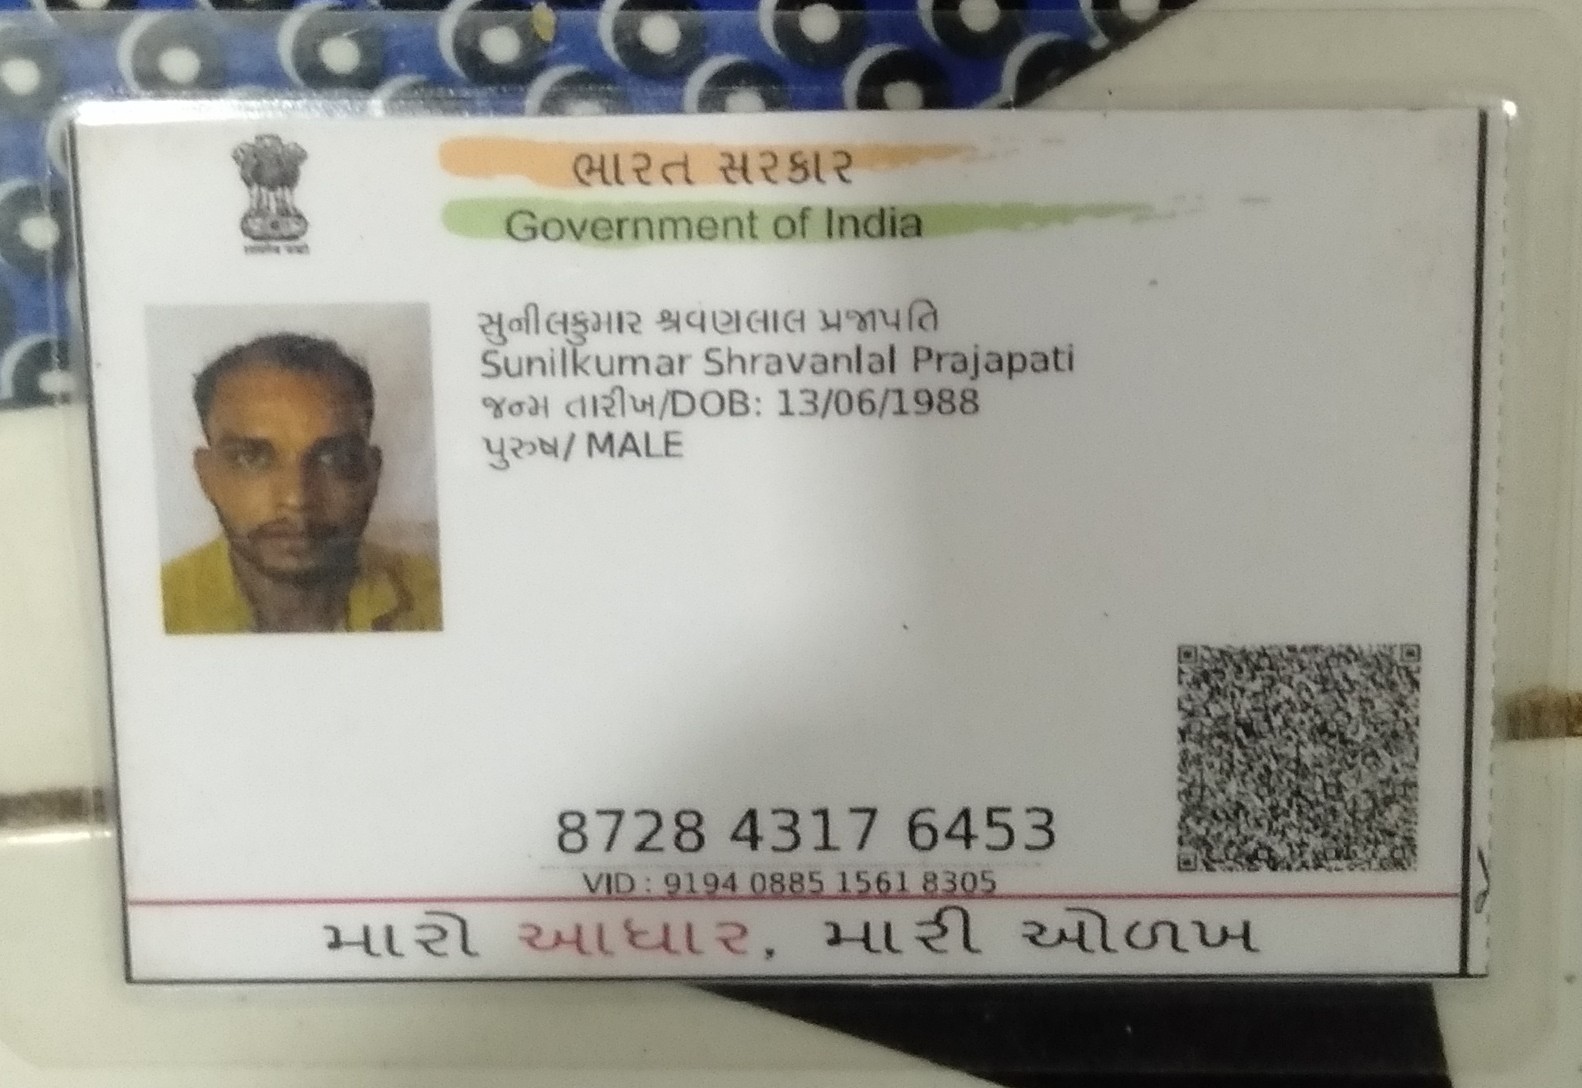 ભારત સરકાર
Government of India
સુનીલકુમાર શ્રવણલાલ પ્રજાપતિ
Sunilkumar Shravanlal Prajapati
જન્મ તારીખ/DOB: 13/06/1988
પુરુષ/ MALE
8728 4317 6453
VID : 9194 0885 1561 8305
મારો આધાર, મારી ઓળખ